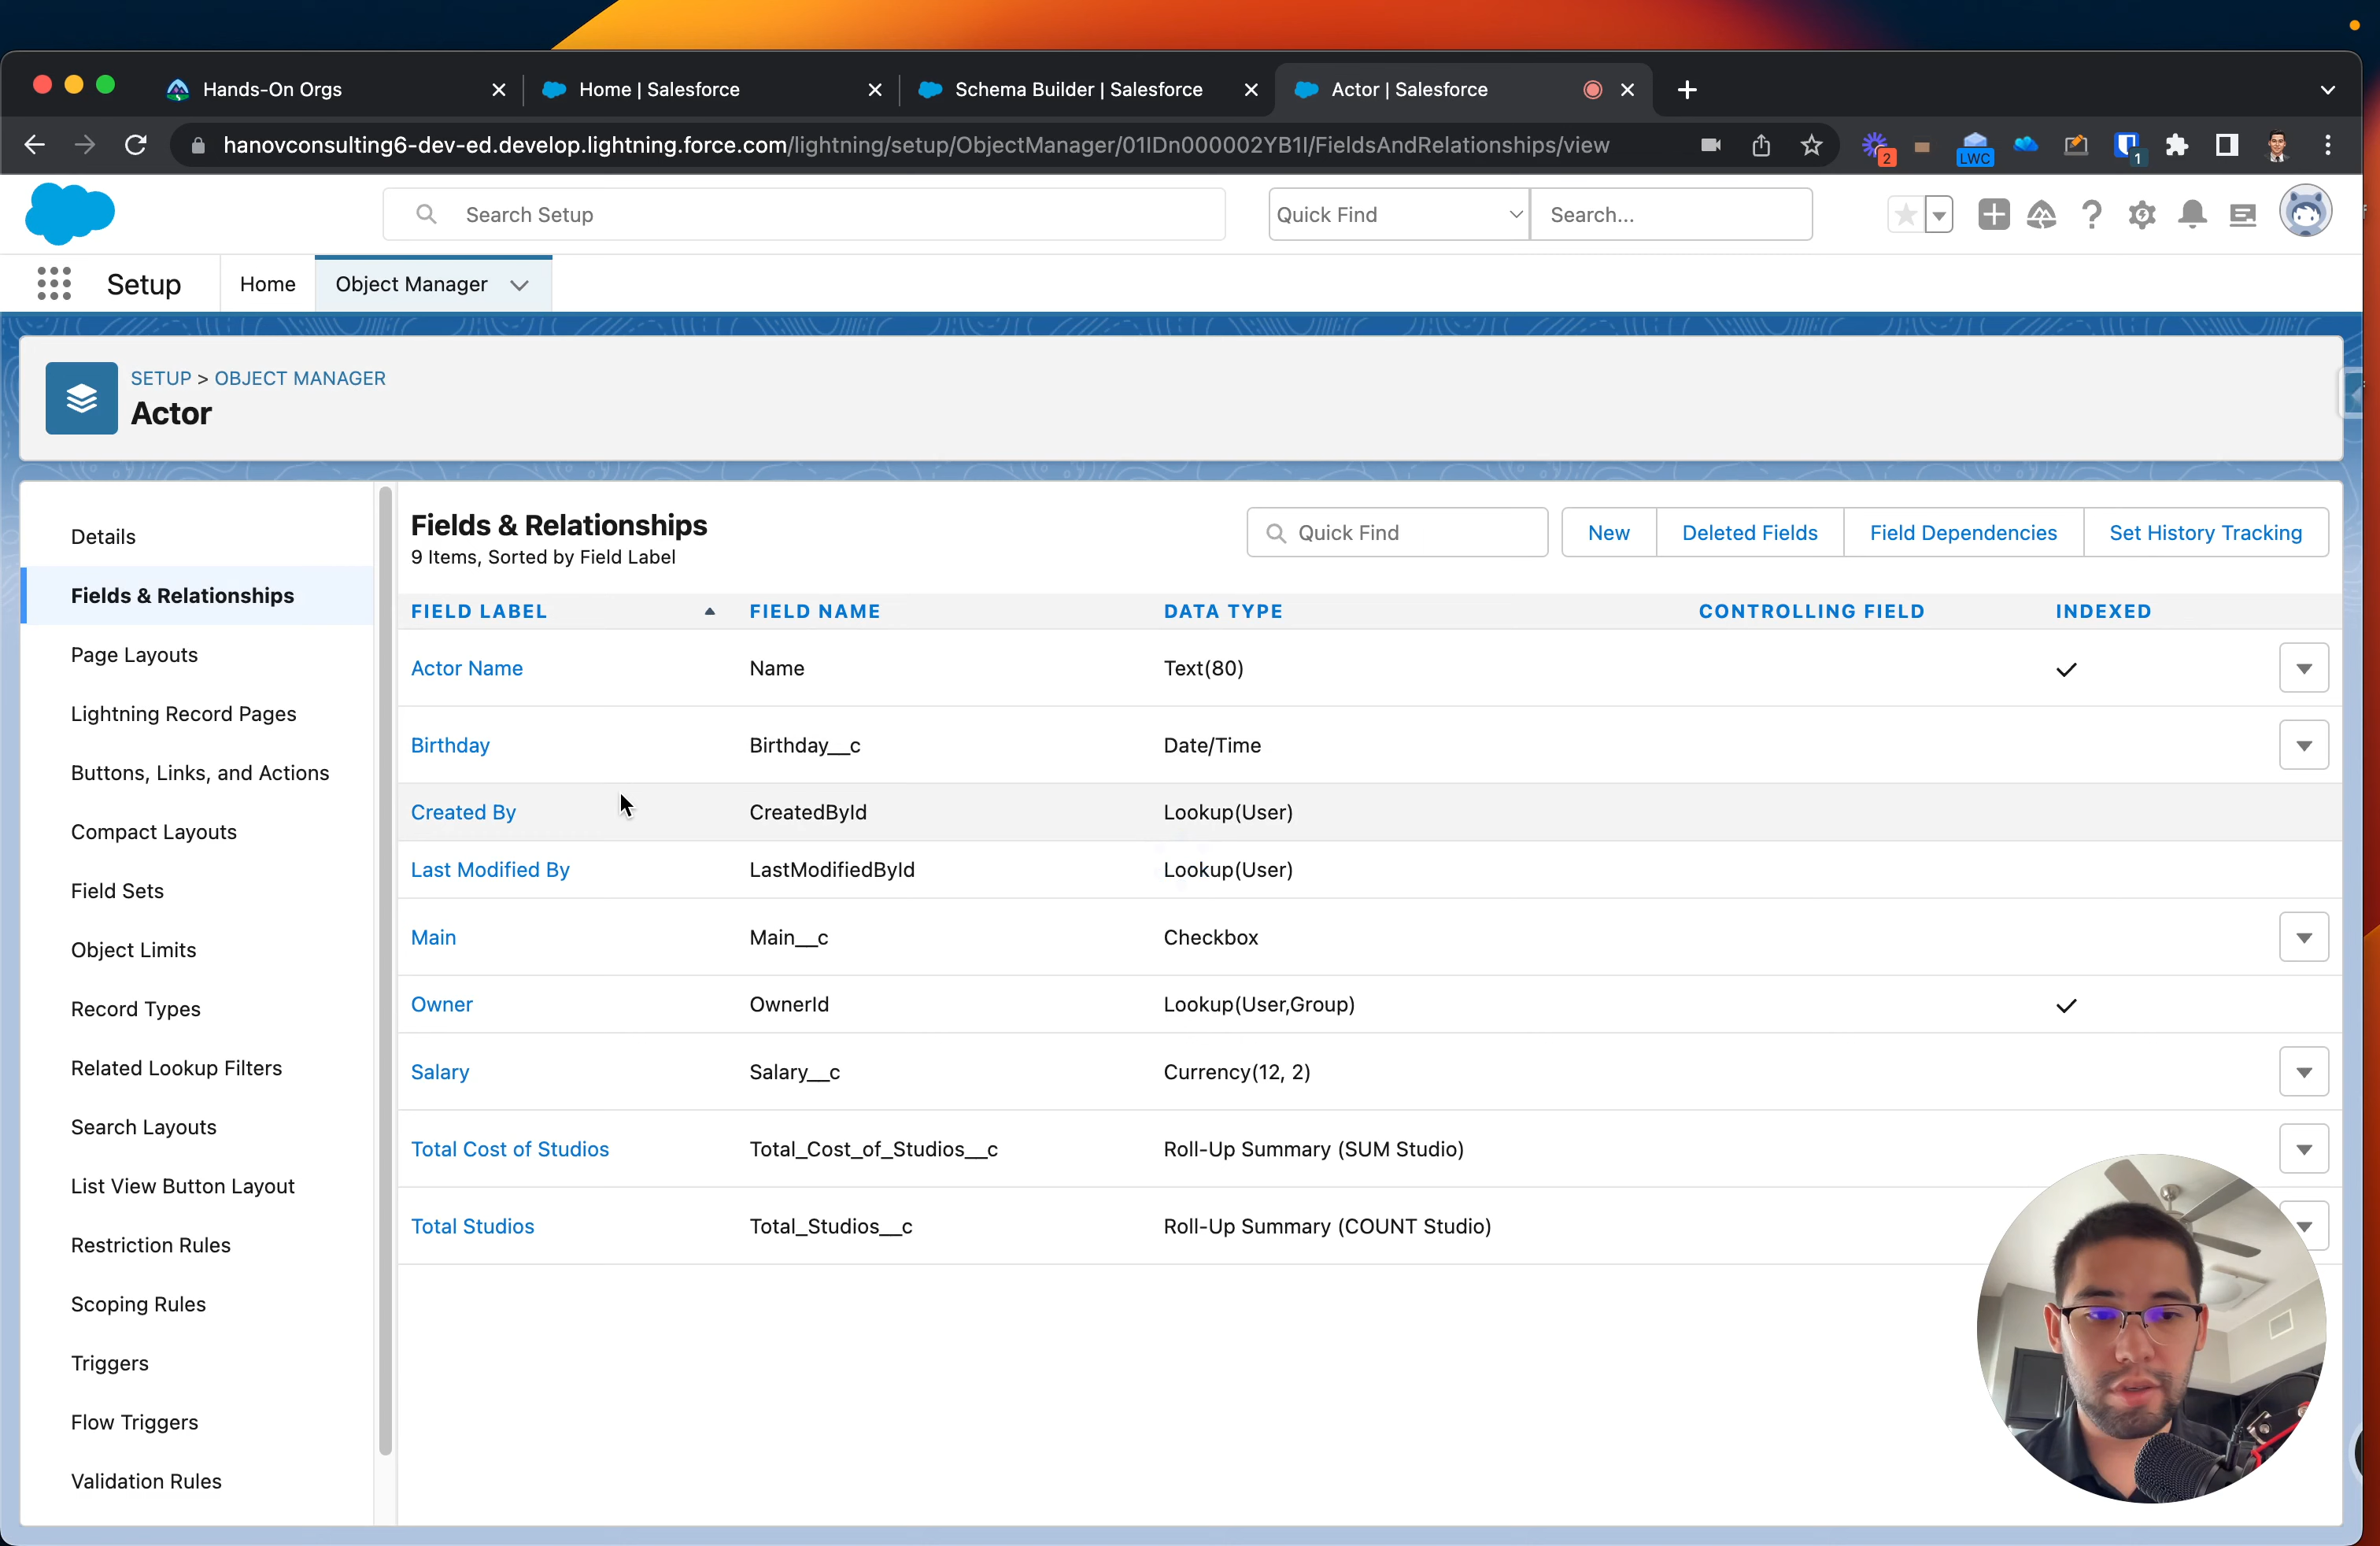 Hands-On Orgs
Home | Salesforce
Schema Builder | Salesforce
Actor | Salesforce
hanovconsulting6-dev-ed.develop.lightning.force.com/lightning/setup/ObjectManager/01IDn000002YB1I/FieldsAndRelationships/view
2
LWC
1
Search Setup
Quick Find
Search...
Setup
Home
Object Manager
SETUP > OBJECT MANAGER
Actor
Details
Fields & Relationships
Page Layouts
Lightning Record Pages
Buttons, Links, and Actions
Compact Layouts
Field Sets
Object Limits
Record Types
Related Lookup Filters
Search Layouts
List View Button Layout
Restriction Rules
Scoping Rules
Triggers
Flow Triggers
Validation Rules
Fields & Relationships
9 Items, Sorted by Field Label
Quick Find
New
Deleted Fields
Field Dependencies
Set History Tracking
FIELD LABEL FIELD NAME DATA TYPE CONTROLLING FIELD INDEXED
Actor Name Name Text(80)
Birthday Birthday__c Date/Time
Created By CreatedById Lookup(User)
Last Modified By LastModifiedById Lookup(User)
Main Main__c Checkbox
Owner OwnerId Lookup(User,Group)
Salary Salary__c Currency(12, 2)
Total Cost of Studios Total_Cost_of_Studios__c Roll-Up Summary (SUM Studio)
Total Studios Total_Studios__c Roll-Up Summary (COUNT Studio)